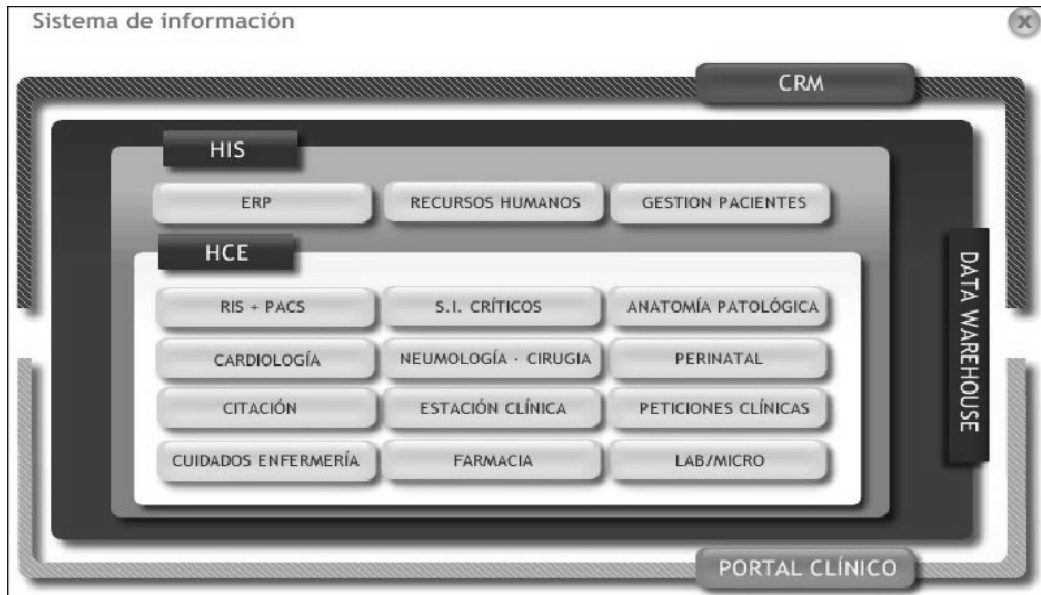 Sistema de información
X
CRM
HIS
ERP
RECURSOS HUMANOS
GESTION PACIENTES
HCE
RIS + PACS
S.I. CRÍTICOS
ANATOMÍA PATOLÓGICA
CARDIOLOGÍA
NEUMOLOGÍA · CIRUGIA
PERINATAL
CITACIÓN
ESTACIÓN CLÍNICA
PETICIONES CLÍNICAS
CUIDADOS ENFERMERÍA
FARMACIA
LAB/MICRO
DATA WAREHOUSE
PORTAL CLÍNICO